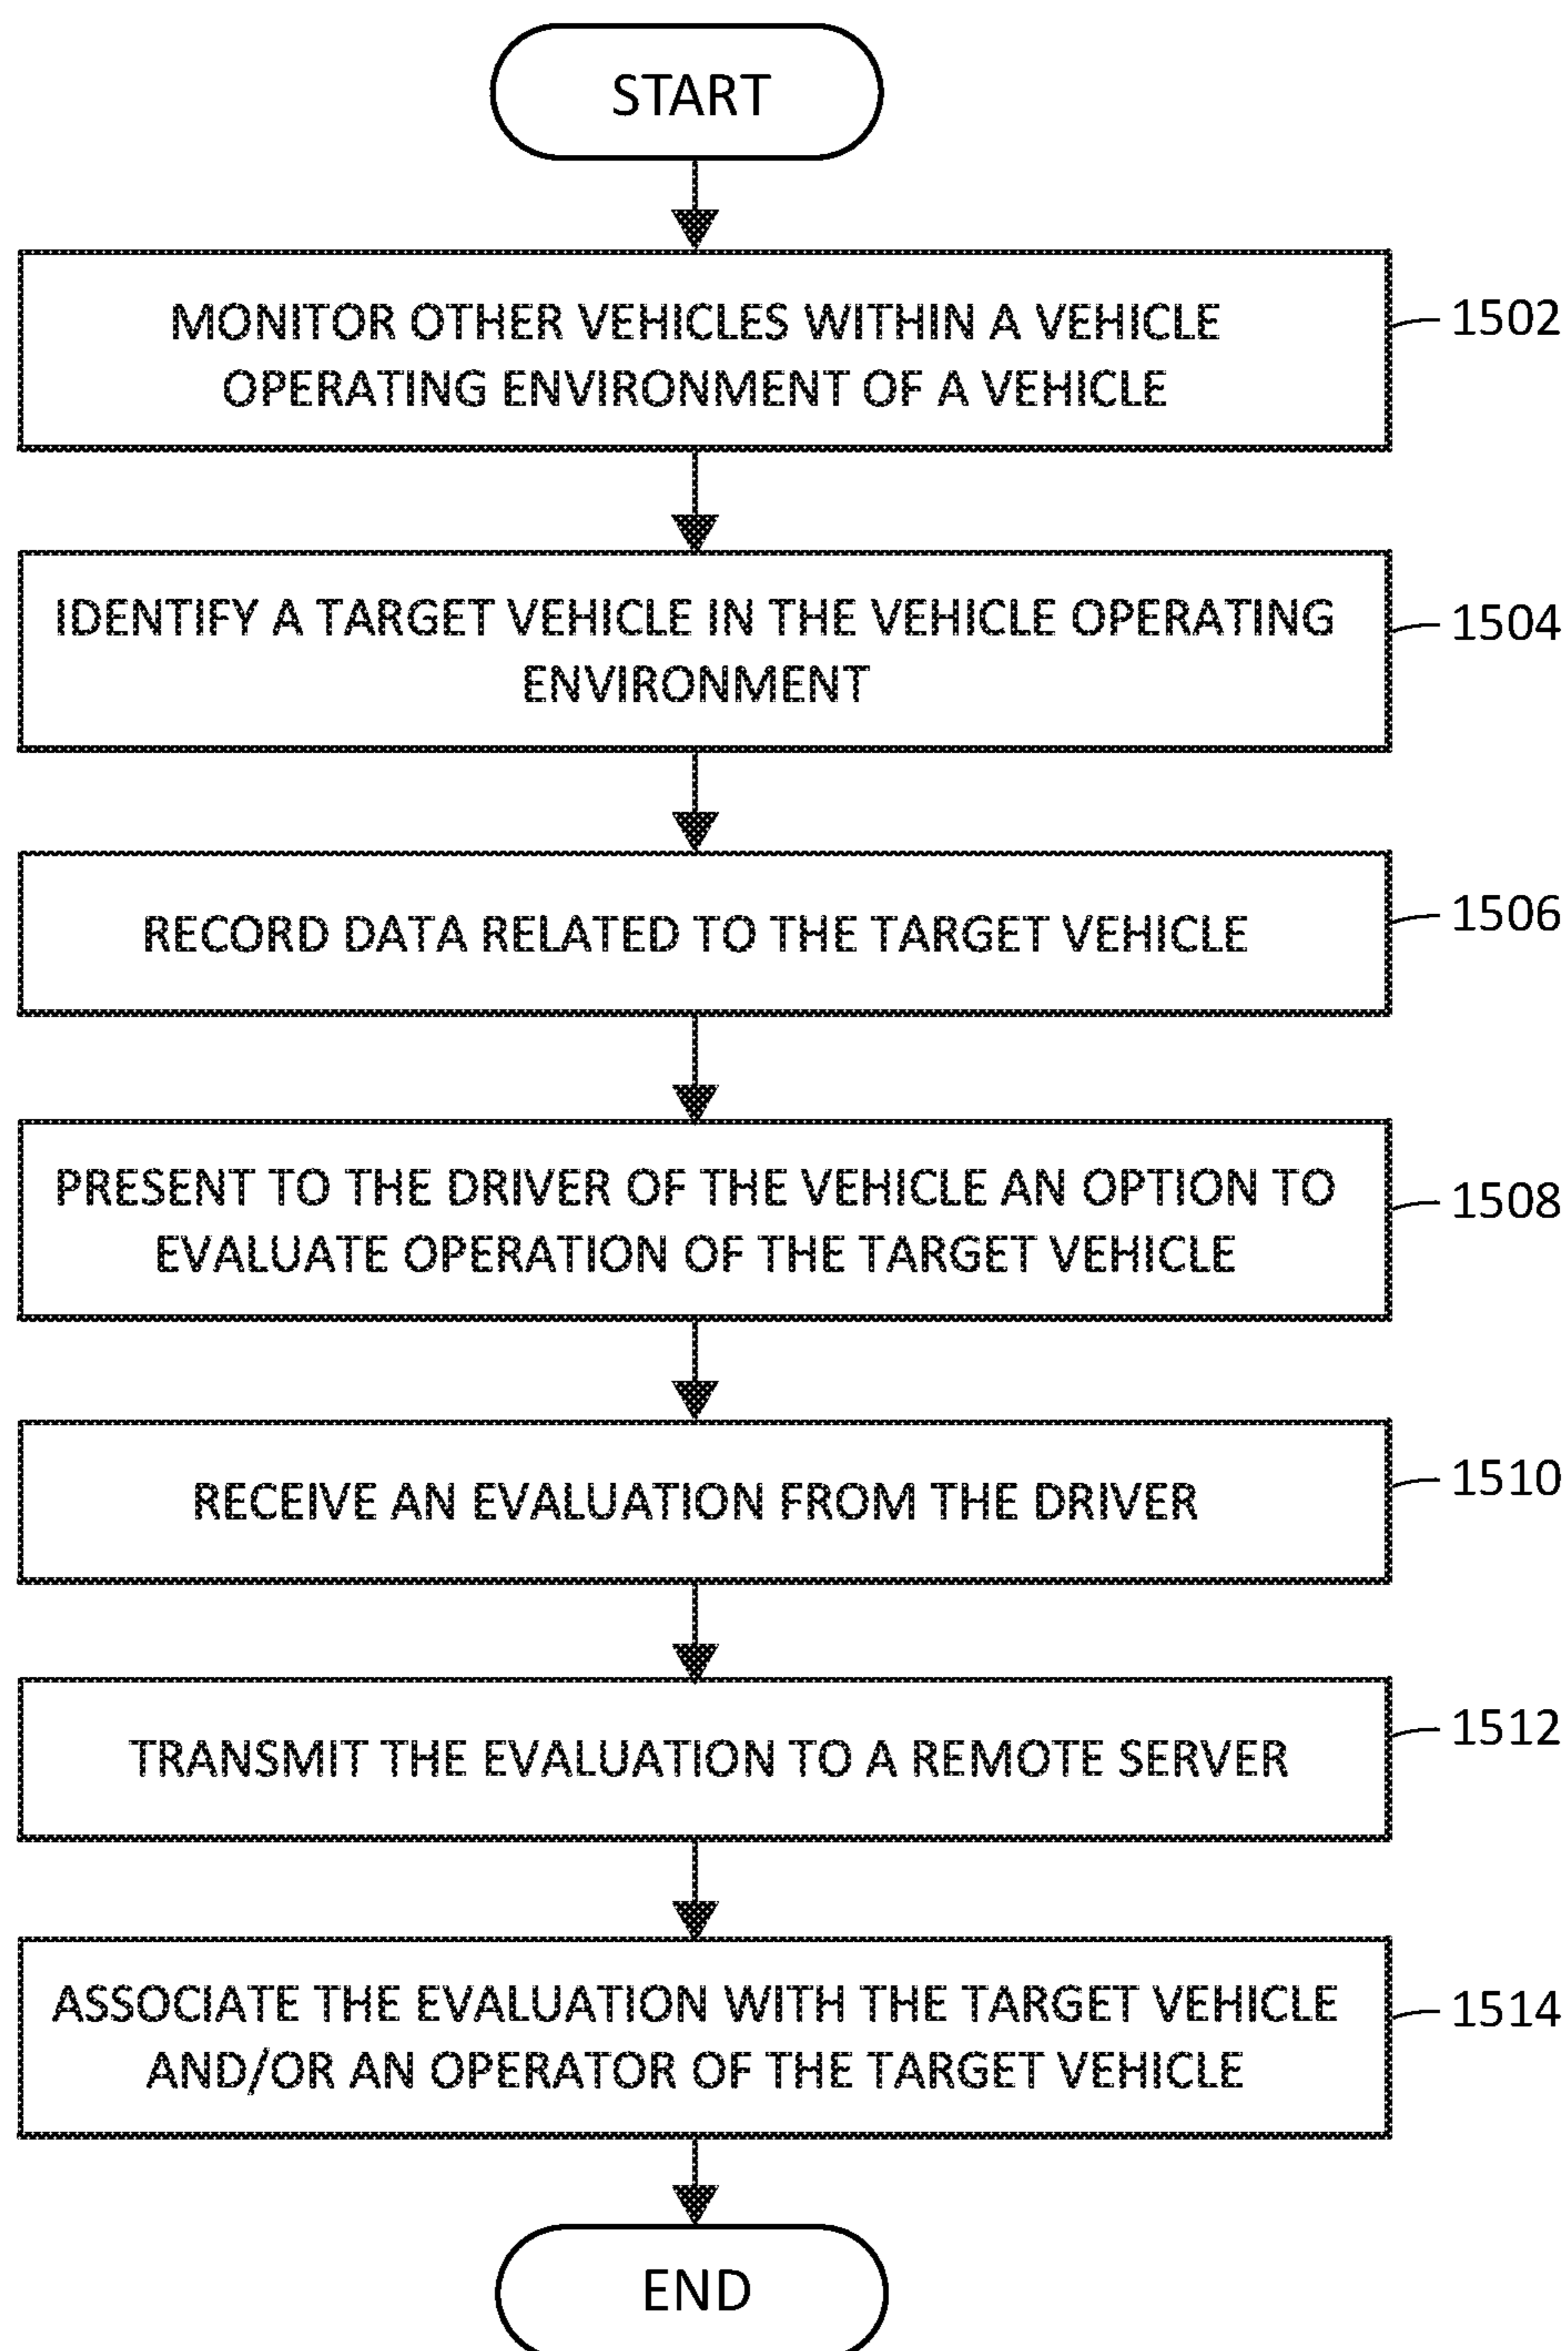 START
MONITOR OTHER VEHICLES WITHIN A VEHICLE
OPERATING ENVIRONMENT OF A VEHICLE
1502
IDENTIFY A TARGET VEHICLE IN THE VEHICLE OPERATING
ENVIRONMENT
1504
RECORD DATA RELATED TO THE TARGET VEHICLE
1506
PRESENT TO THE DRIVER OF THE VEHICLE AN OPTION TO
EVALUATE OPERATION OF THE TARGET VEHICLE
1508
RECEIVE AN EVALUATION FROM THE DRIVER
1510
TRANSMIT THE EVALUATION TO A REMOTE SERVER
1512
ASSOCIATE THE EVALUATION WITH THE TARGET VEHICLE
AND/OR AN OPERATOR OF THE TARGET VEHICLE
1514
END